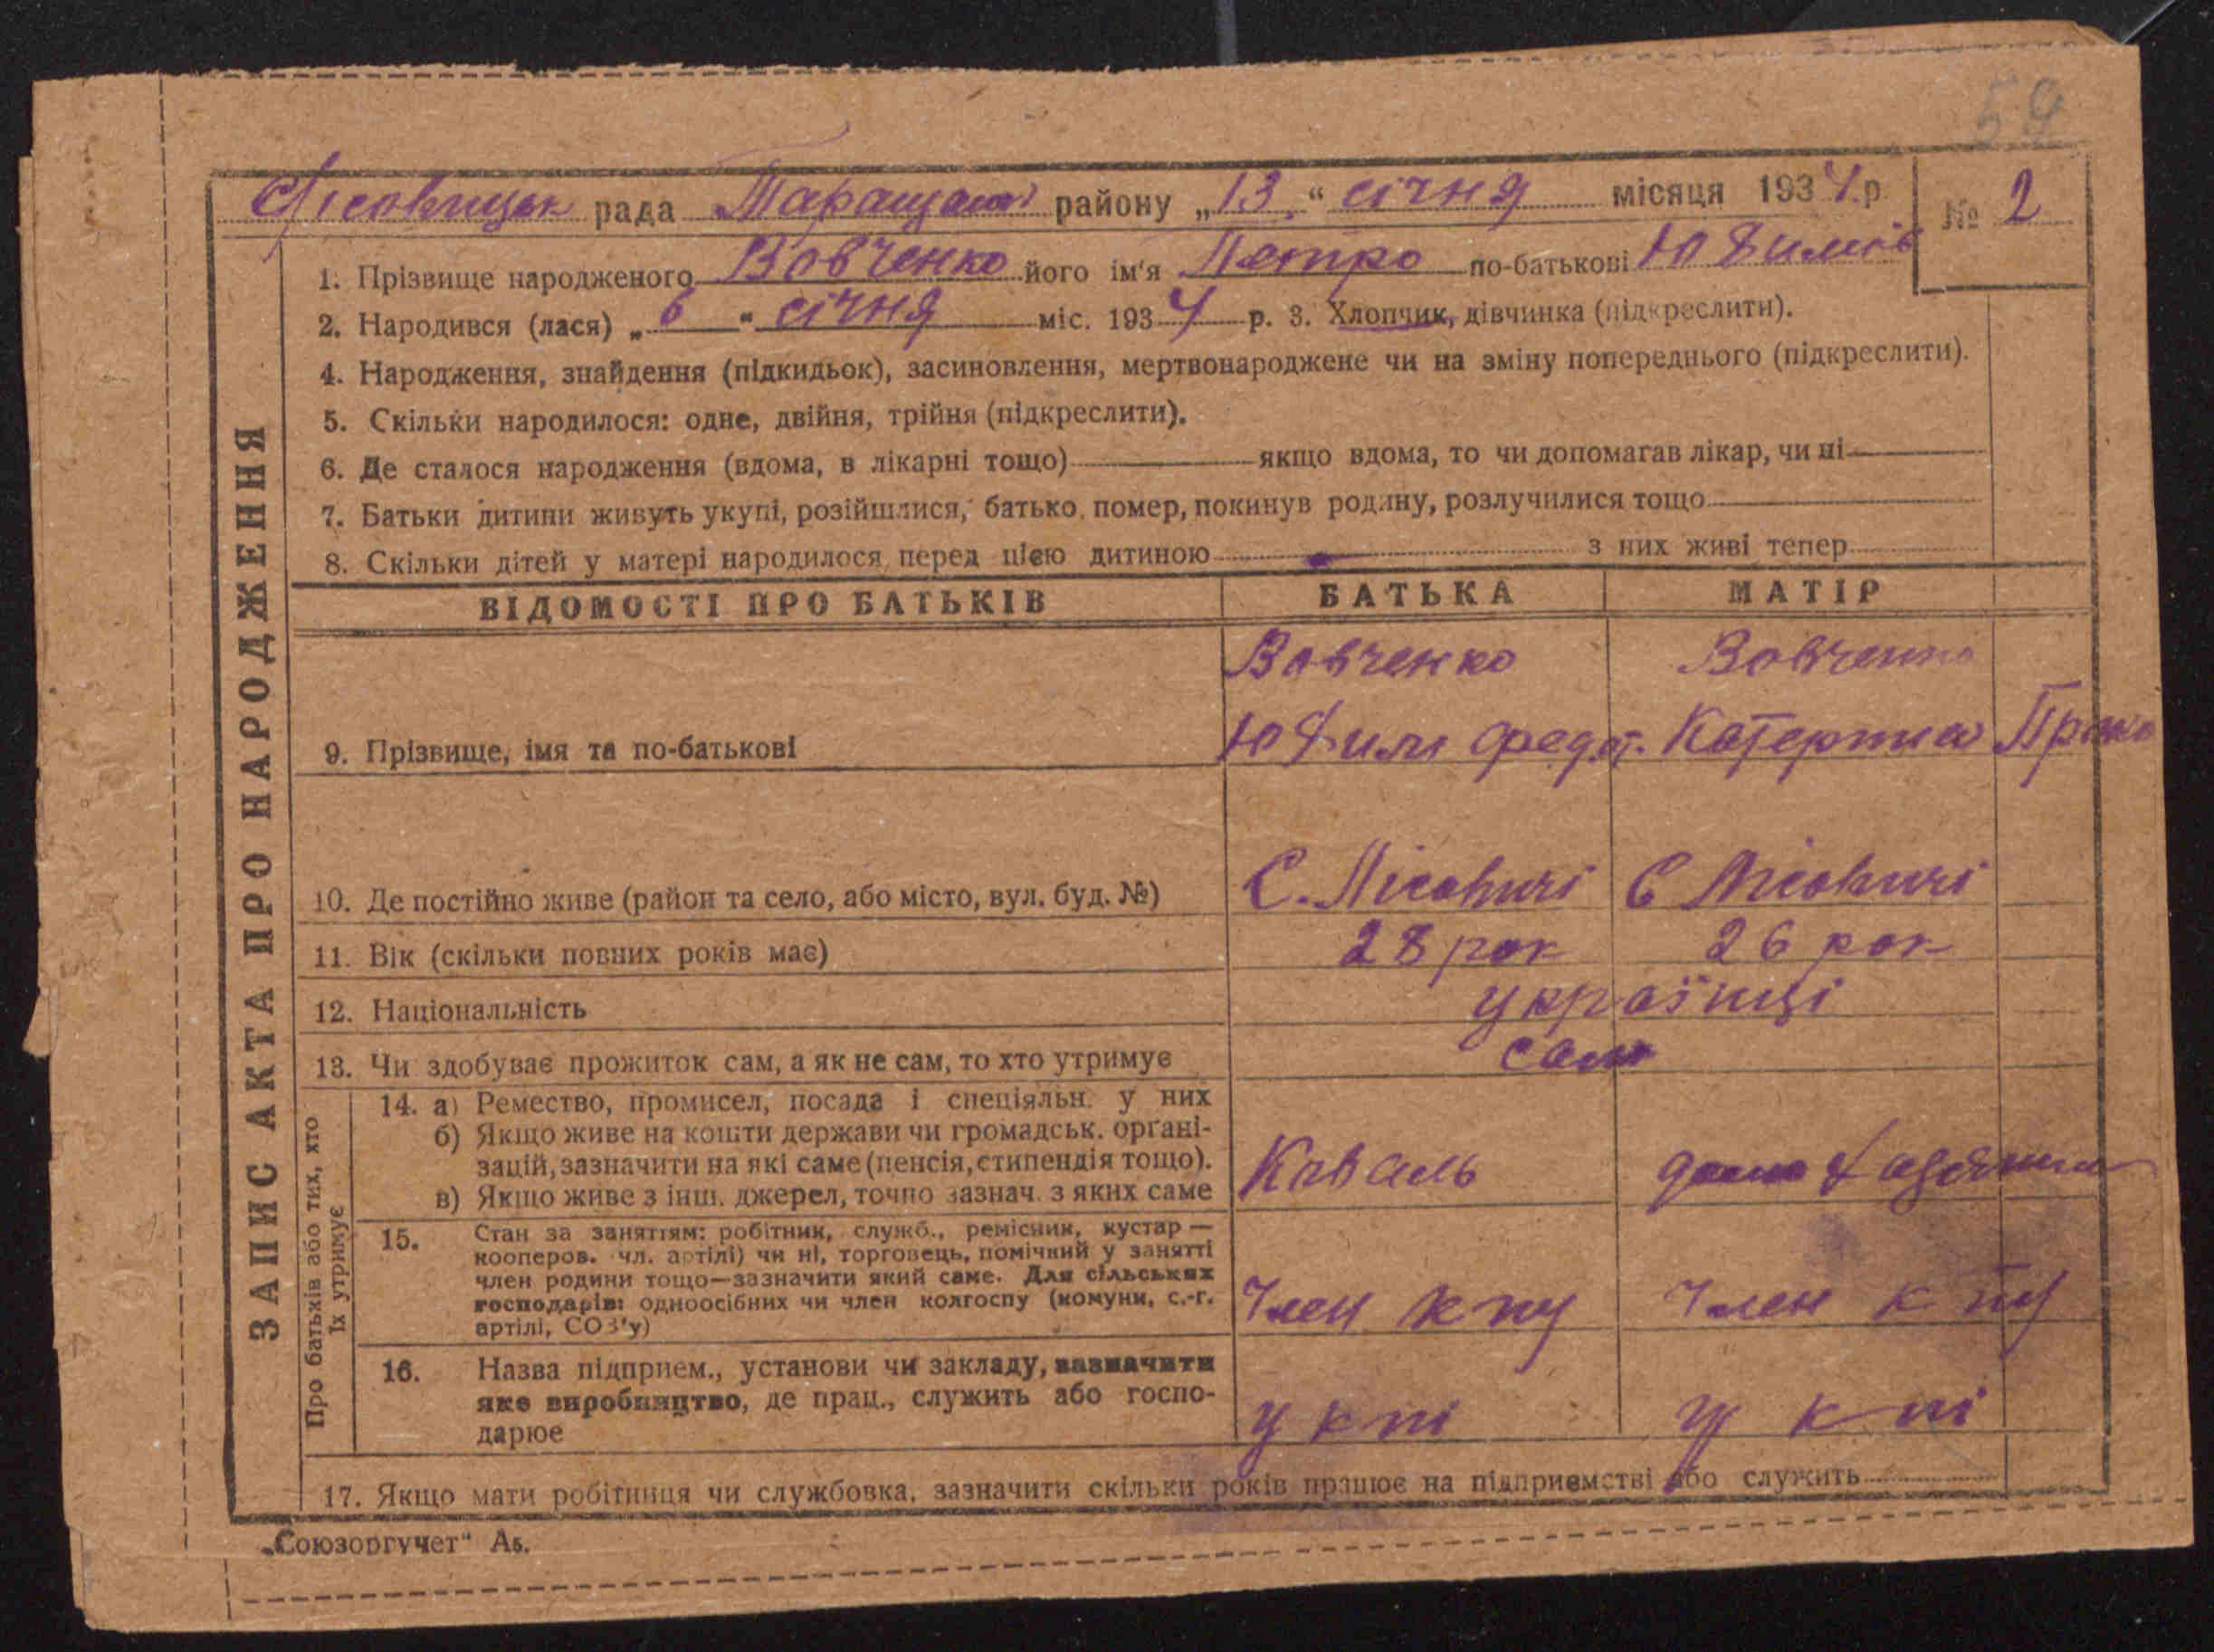 59
Лісовицьк рада Таращан району „13“ січня місяця 1934 р. № 2
1. Прізвище народженого Вовченко його ім'я Петро по-батькові Юхимов
2. Народився (лася) „6“ січня міс. 1934 р. 3. Хлопчик, дівчинка (підкреслити).
4. Народження, знайдення (підкидьок), засиновлення, мертвонароджене чи на зміну попереднього (підкреслити).
5. Скільки народилося: одне, двійня, трійня (підкреслити).
6. Де сталося народження (вдома, в лікарні тощо) якщо вдома, то чи допомагав лікар, чи ні
7. Батьки дитини живуть укупі, розійшлися, батько помер, покинув родину, розлучилися тощо
8. Скільки дітей у матері народилося перед цією дитиною з них живі тепер
ЗАПИС АКТА ПРО НАРОДЖЕННЯ
ВІДОМОСТІ ПРО БАТЬКІВ БАТЬКА МАТІР
Вовченко Вовченко
9. Прізвище, імя та по-батькові Юхим Федот. Катерина
10. Де постійно живе (район та село, або місто, вул. буд. №) С. Лісовичі С Лісовичі
11. Вік (скільки повних років має) 28 рок 26 рок
12. Національність українці
13. Чи здобуває прожиток сам, а як не сам, то хто утримує сам
Про батьків або тих, хто
їх утримує
14. а) Ремество, промисел, посада і спеціяльн. у них
б) Якщо живе на кошти держави чи громадськ. організацій, зазначити на які саме (пенсія, стипендія тощо).
в) Якщо живе з інш. джерел, точно зазнач. з яких саме Коваль
15. Стан за заняттям: робітник, служб., ремісник, кустар —
кооперов. чл. артілі) чи ні, торговець, помічний у занятті
член родини тощо—зазначити який саме. Для сільських
господарів: одноосібних чи член колгоспу (комуни, с.-г.
артілі, СОЗ'у) Член к пу Член к пу
16. Назва підприєм., установи чи закладу, зазначити
яке виробництво, де прац., служить або господарює у к пі у к пі
17. Якщо мати робітниця чи службовка, зазначити скільки років працює на підприємстві або служить
„Союзоргучет“ А5.